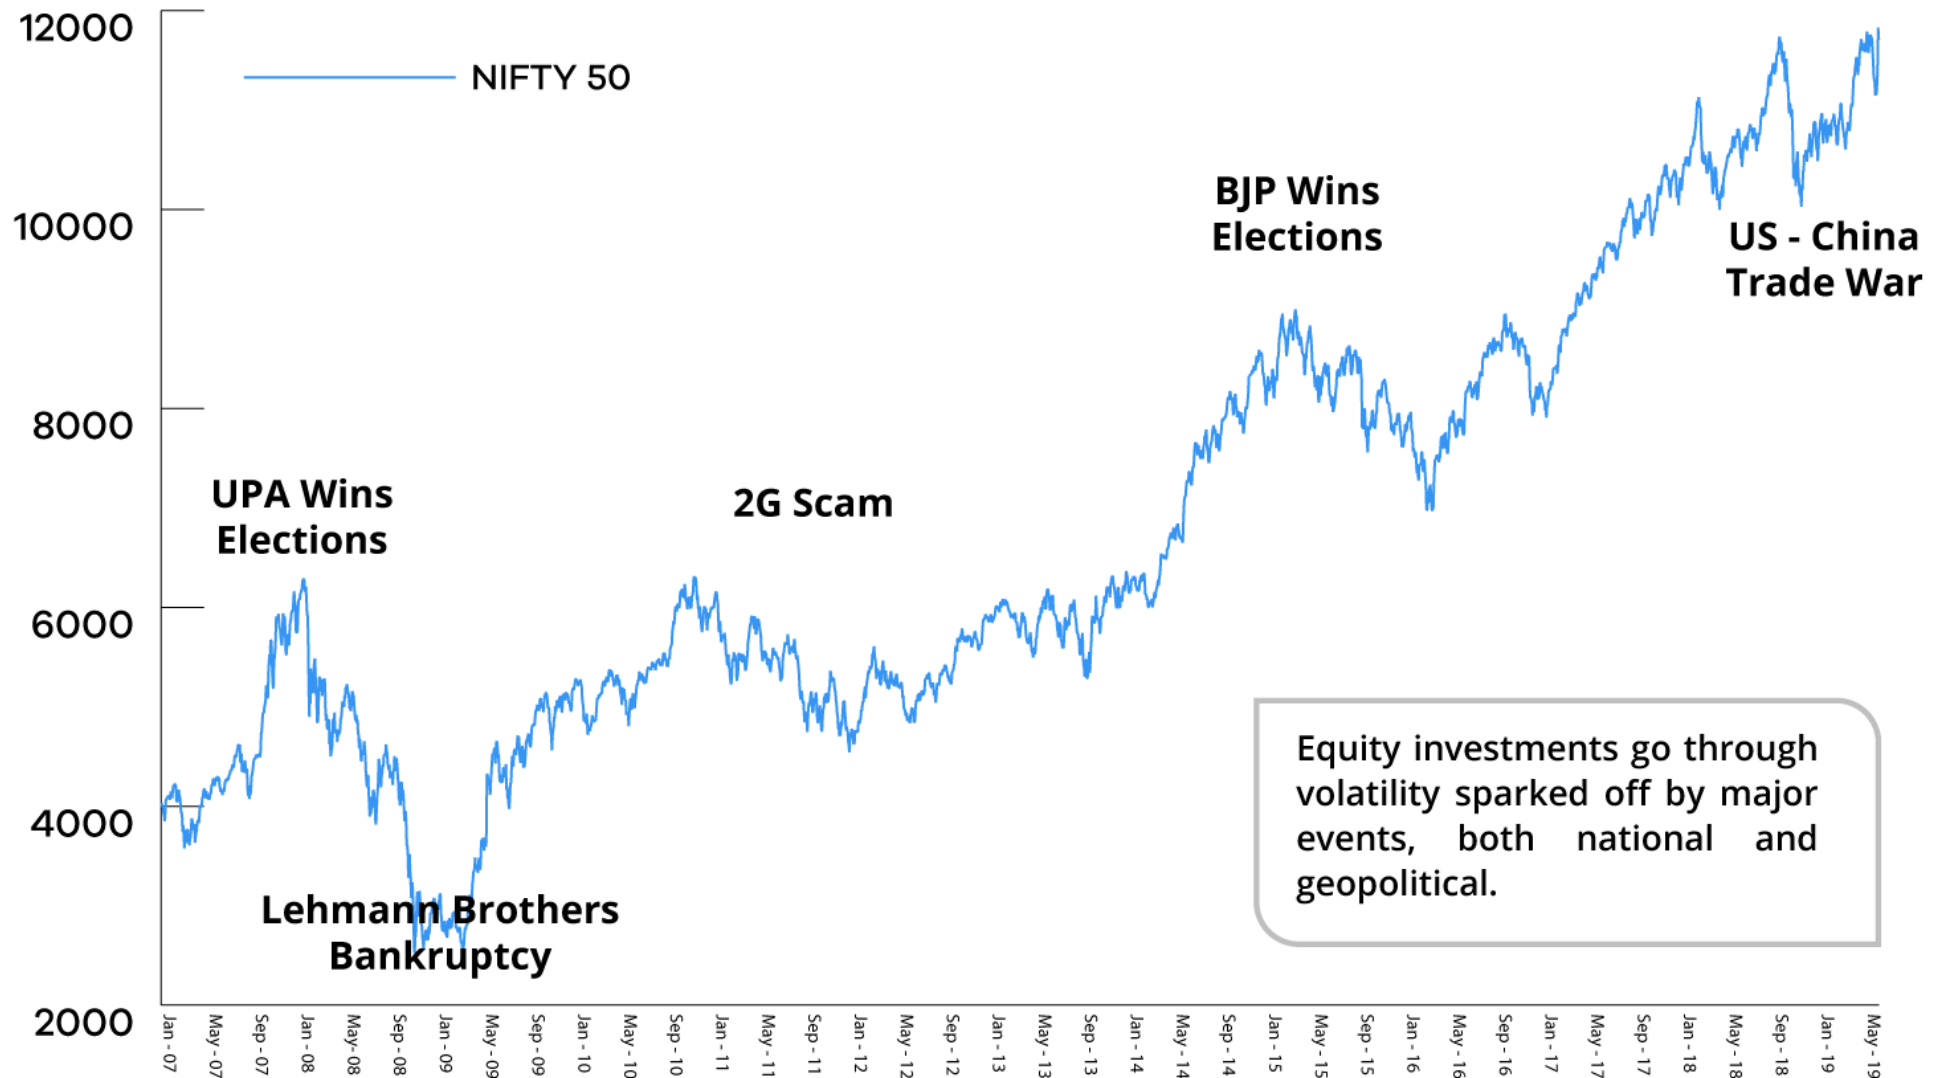 12000
NIFTY 50
BJP Wins
Elections
10000
US - China
Trade War
8000
UPA Wins
Elections
2G Scam
6000
Equity investments go through
volatility sparked off by major
events, both national and
geopolitical.
4000
Lehmann Brothers
Bankruptcy
2000
Jan - 07
May - 07
Sep - 07
Jan - 08
May- 08
Sep - 08
Jan - 09
May - 09
Sep - 09
Jan - 10
May - 10
Sep - 10
Jan - 11
May - 11
Sep - 11
Jan - 12
May - 12
Sep - 12
Jan - 13
May - 13
Sep - 13
Jan - 14
May - 14
Sep - 14
Jan - 15
May - 15
Sep - 15
Jan - 16
May - 16
Sep - 16
Jan - 17
May - 17
Sep - 17
Jan - 18
May - 18
Sep - 18
Jan - 19
May - 19